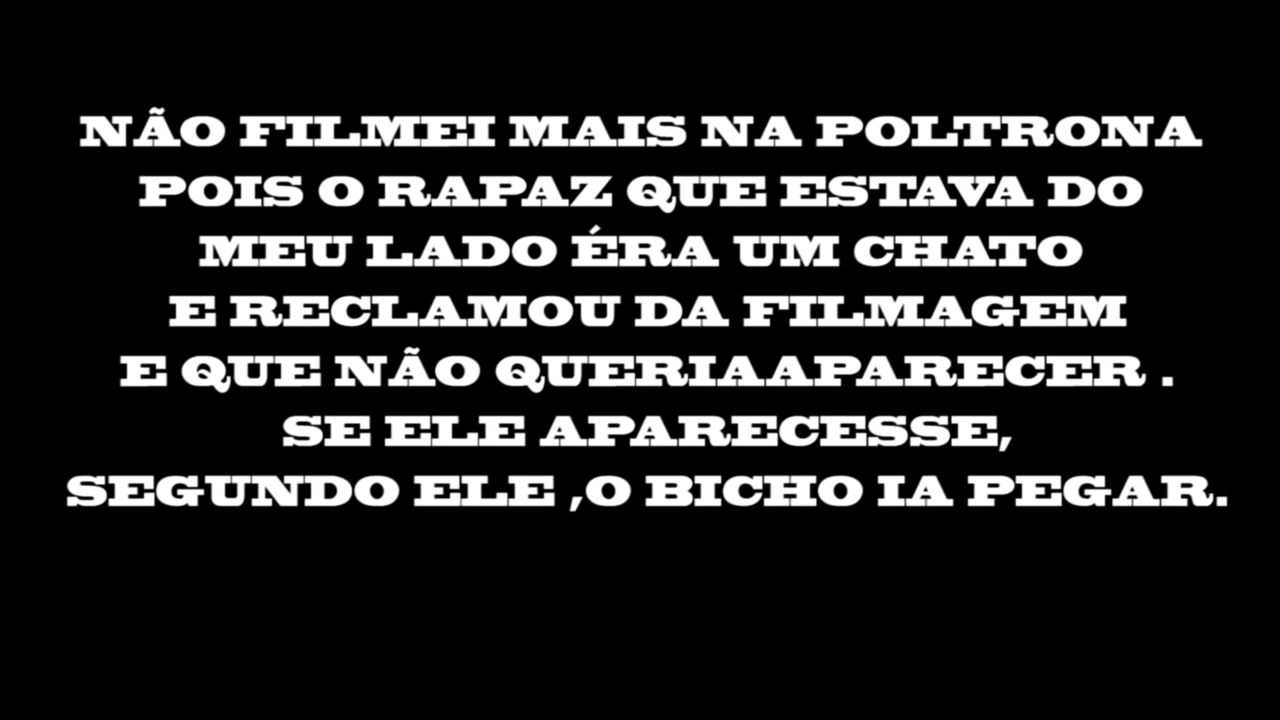 NÃO FILMEI MAIS NA POLTRONA
POIS O RAPAZ QUE ESTAVA DO
MEU LADO ÉRA UM CHATO
E RECLAMOU DA FILMAGEM
E QUE NÃO QUERIAAPARECER .
SE ELE APARECESSE,
SEGUNDO ELE ,O BICHO IA PEGAR.